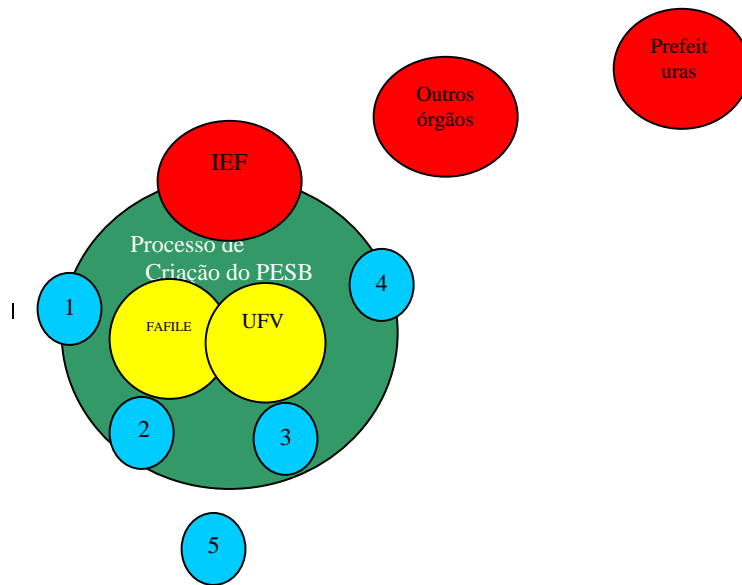 Prefeit
uras
Outros
órgãos
IEF
Processo de
Criação do PESB
4
1
FAFILE
UFV
2
3
5